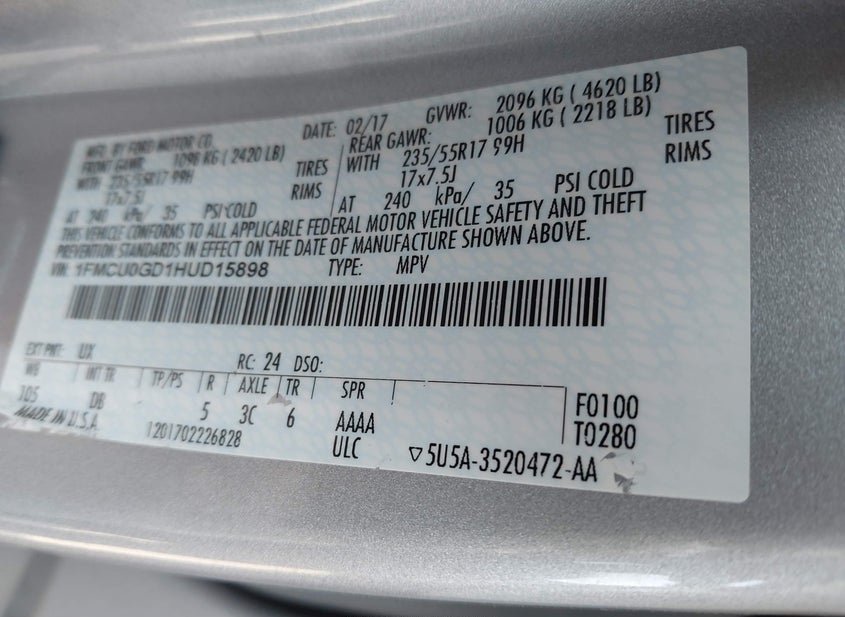 MFD. BY FORD MOTOR CO.
DATE: 02/17 GVWR: 2096 KG ( 4620 LB)
FRONT GAWR: 1096 KG ( 2420 LB) REAR GAWR: 1006 KG ( 2218 LB)
WITH 235/55R17 99H TIRES WITH 235/55R17 99H TIRES
17x7.5J RIMS 17x7.5J RIMS
AT 240 kPa/ 35 PSI COLD AT 240 kPa/ 35 PSI COLD
THIS VEHICLE CONFORMS TO ALL APPLICABLE FEDERAL MOTOR VEHICLE SAFETY AND THEFT
PREVENTION STANDARDS IN EFFECT ON THE DATE OF MANUFACTURE SHOWN ABOVE.
VIN: 1FMCU0GD1HUD15898 TYPE: MPV
EXT PNT: UX RC: 24 DSO:
WB INT TR TP/PS R AXLE TR SPR
105 DB 5 3C 6 AAAA F0100
MADE IN U.S.A. 1201702226828 ULC T0280
▽5U5A-3520472-AA